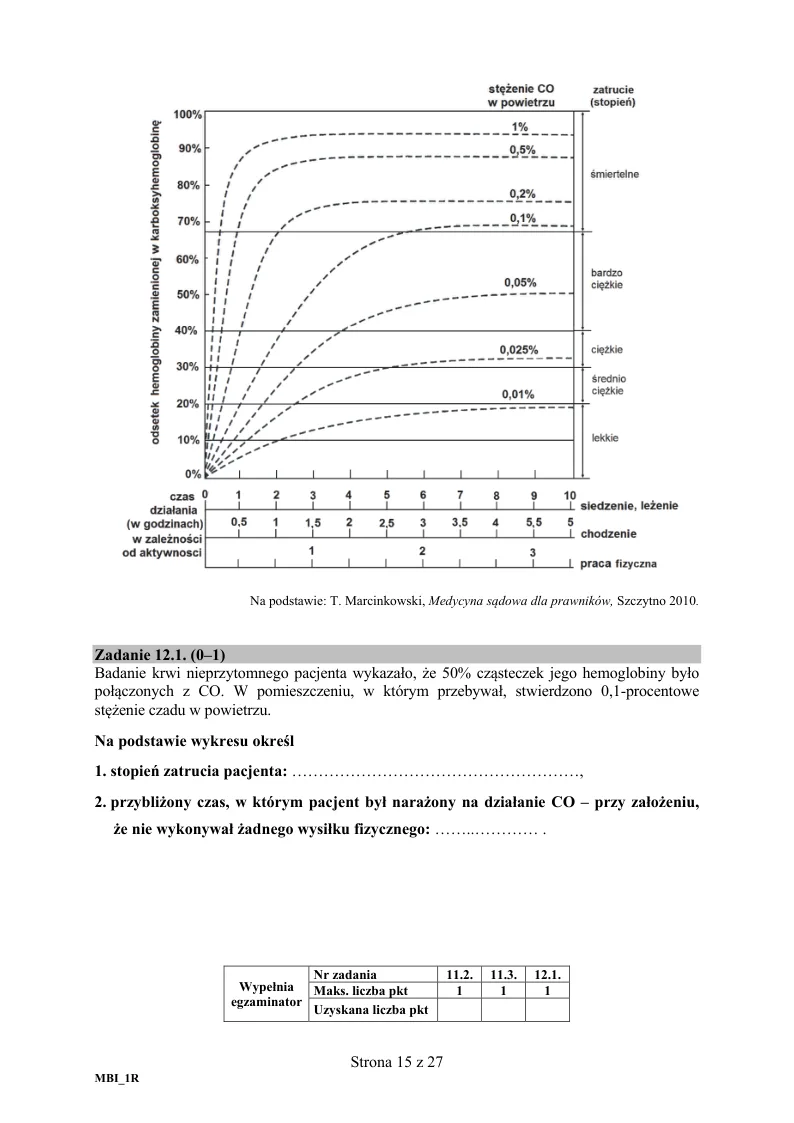 stężenie CO
w powietrzu
zatrucie
(stopień)
odsetek hemoglobiny zamienionej w karboksyhemoglobinę
100%
90%
80%
70%
60%
50%
40%
30%
20%
10%
0%
1%
0,5%
0,2%
0,1%
0,05%
0,025%
0,01%
śmiertelne
bardzo
ciężkie
ciężkie
średnio
ciężkie
lekkie
czas
działania
(w godzinach)
w zależności
od aktywnosci
0 1 2 3 4 5 6 7 8 9 10
siedzenie, leżenie
0,5 1 1,5 2 2,5 3 3,5 4 5,5 5
chodzenie
1 2 3
praca fizyczna
Na podstawie: T. Marcinkowski, Medycyna sądowa dla prawników, Szczytno 2010.
Zadanie 12.1. (0–1)
Badanie krwi nieprzytomnego pacjenta wykazało, że 50% cząsteczek jego hemoglobiny było
połączonych z CO. W pomieszczeniu, w którym przebywał, stwierdzono 0,1-procentowe
stężenie czadu w powietrzu.
Na podstawie wykresu określ
1. stopień zatrucia pacjenta: ……………………………………………….,
2. przybliżony czas, w którym pacjent był narażony na działanie CO – przy założeniu,
że nie wykonywał żadnego wysiłku fizycznego: ……..………… .
Wypełnia
egzaminator
Nr zadania 11.2. 11.3. 12.1.
Maks. liczba pkt 1 1 1
Uzyskana liczba pkt
Strona 15 z 27
MBI_1R